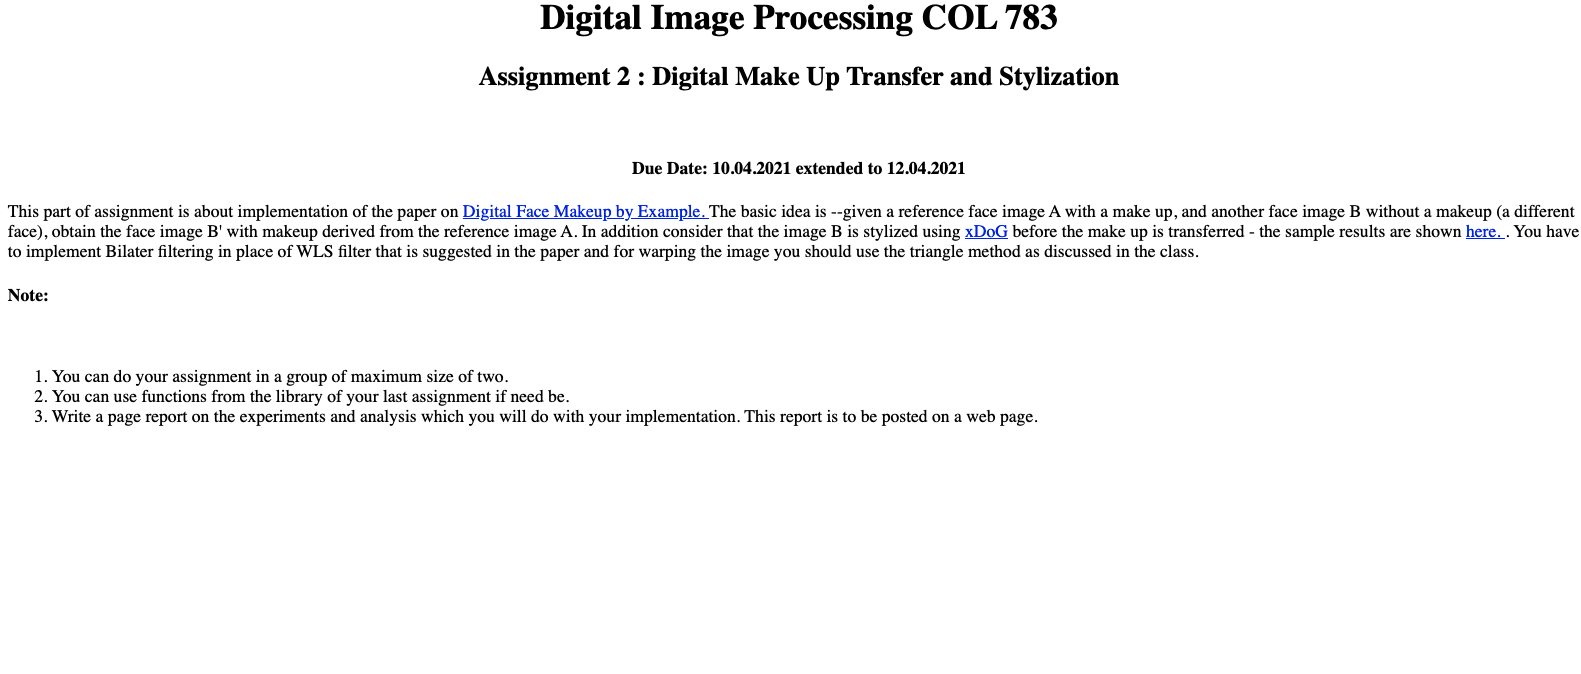 Digital Image Processing COL 783
Assignment 2 : Digital Make Up Transfer and Stylization
Due Date: 10.04.2021 extended to 12.04.2021
This part of assignment is about implementation of the paper on Digital Face Makeup by Example. The basic idea is --given a reference face image A with a make up, and another face image B without a makeup (a different
face), obtain the face image B' with makeup derived from the reference image A. In addition consider that the image B is stylized using xDoG before the make up is transferred - the sample results are shown here. . You have
to implement Bilater filtering in place of WLS filter that is suggested in the paper and for warping the image you should use the triangle method as discussed in the class.
Note:
1. You can do your assignment in a group of maximum size of two.
2. You can use functions from the library of your last assignment if need be.
3. Write a page report on the experiments and analysis which you will do with your implementation. This report is to be posted on a web page.